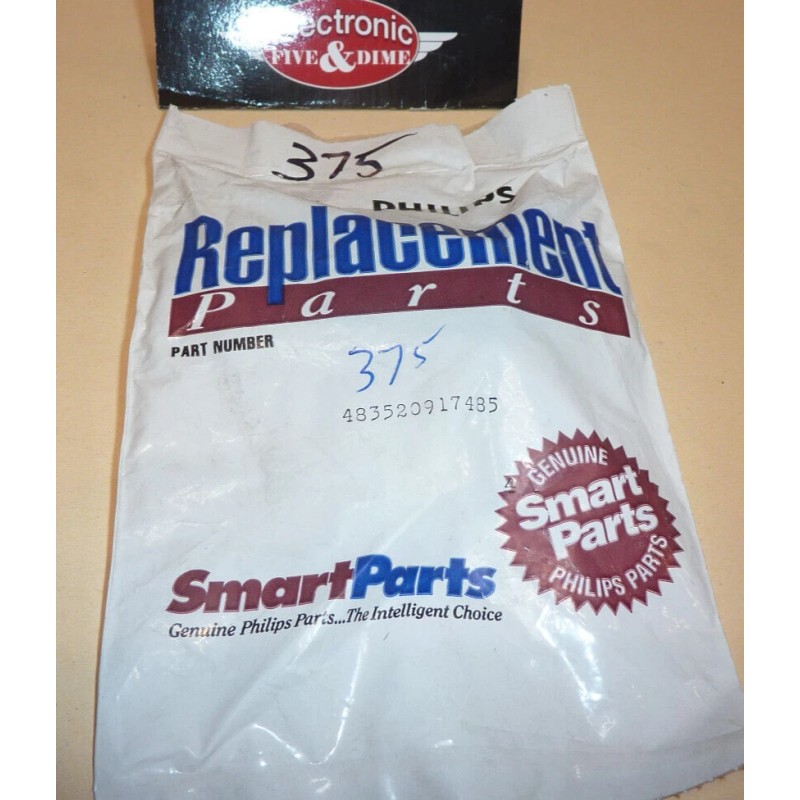 ectronic
FIVE & DIME
375
PHILIPS
Replacement
Parts
PART NUMBER
375
483520917485
GENUINE
Smart
Parts
PHILIPS PARTS
SmartParts
Genuine Philips Parts...The Intelligent Choice